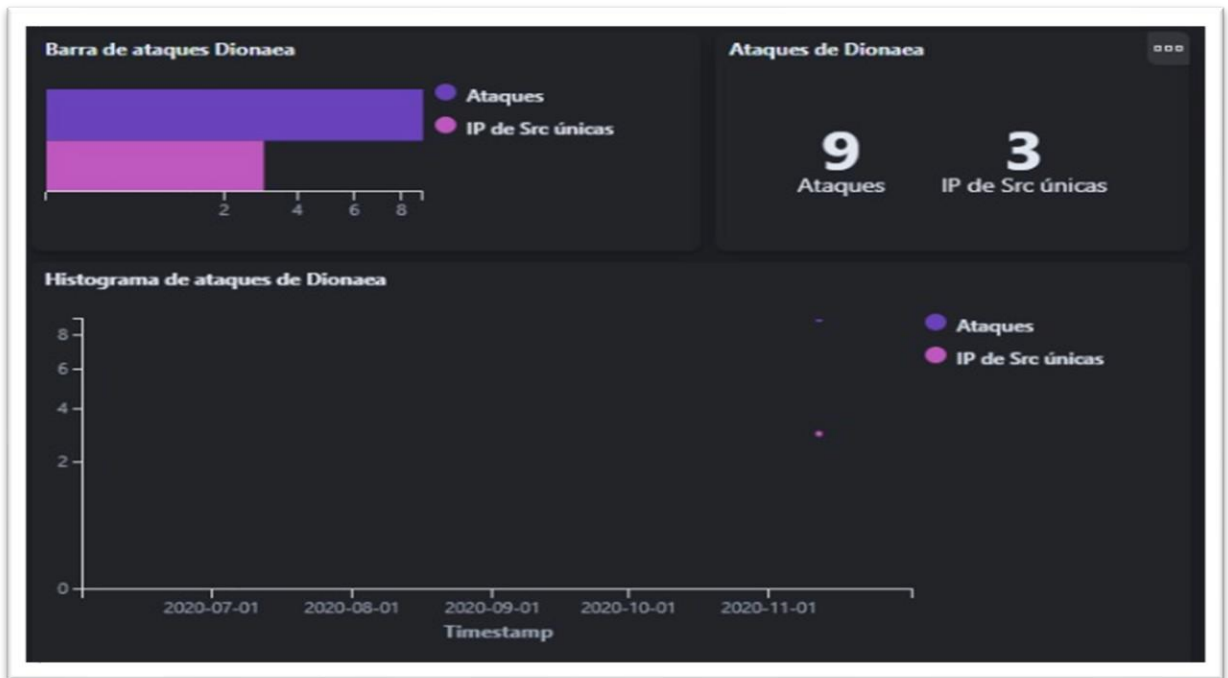 Barra de ataques Dionaea
Ataques
IP de Src únicas
2 4 6 8
Ataques de Dionaea
9 3
Ataques IP de Src únicas
Histograma de ataques de Dionaea
8
6
4
2
0
2020-07-01 2020-08-01 2020-09-01 2020-10-01 2020-11-01
Timestamp
Ataques
IP de Src únicas